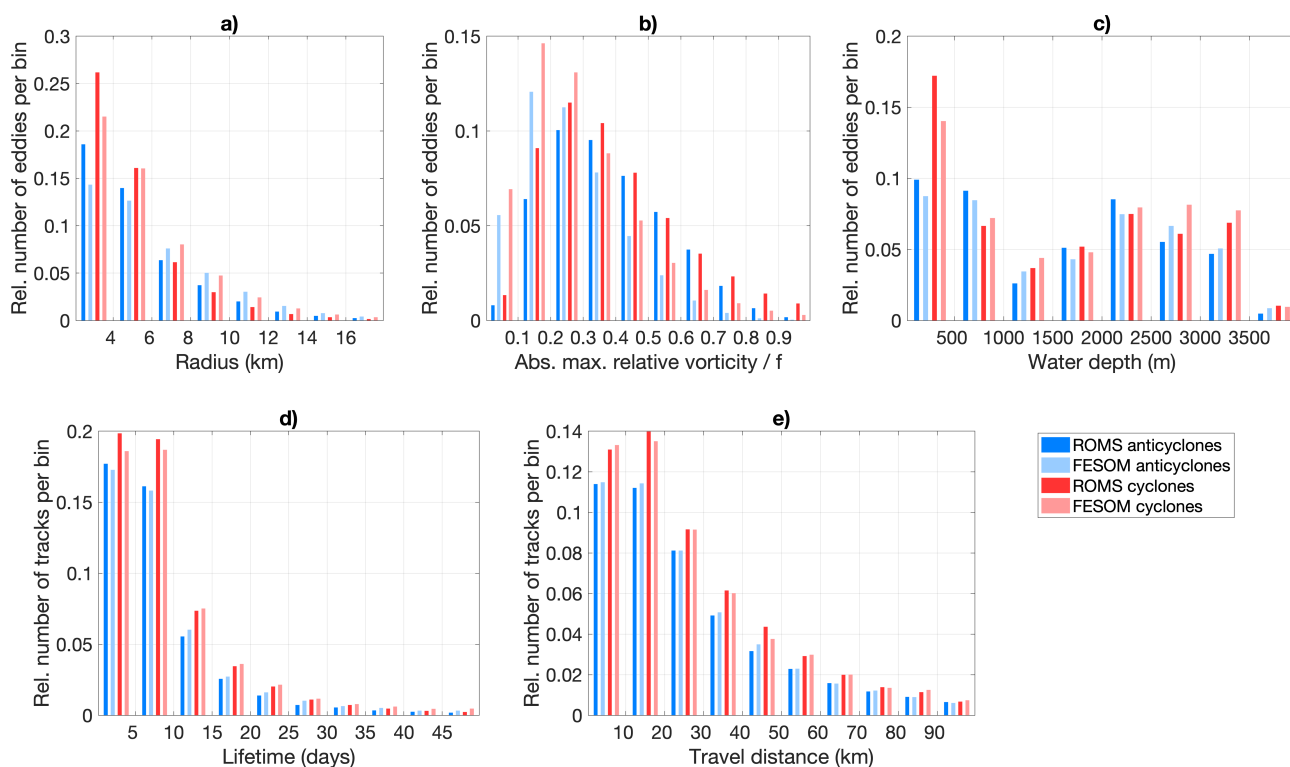 a)
0.3
0.25
0.2
0.15
0.1
0.05
0
4 6 8 10 12 14 16
Radius (km)
Rel. number of eddies per bin
b)
0.15
0.1
0.05
0
0.1 0.2 0.3 0.4 0.5 0.6 0.7 0.8 0.9
Abs. max. relative vorticity / f
Rel. number of eddies per bin
c)
0.2
0.15
0.1
0.05
0
500 1000 1500 2000 2500 3000 3500
Water depth (m)
Rel. number of eddies per bin
d)
0.2
0.15
0.1
0.05
0
5 10 15 20 25 30 35 40 45
Lifetime (days)
Rel. number of tracks per bin
e)
0.14
0.12
0.1
0.08
0.06
0.04
0.02
0
10 20 30 40 50 60 70 80 90
Travel distance (km)
Rel. number of tracks per bin
ROMS anticyclones
FESOM anticyclones
ROMS cyclones
FESOM cyclones